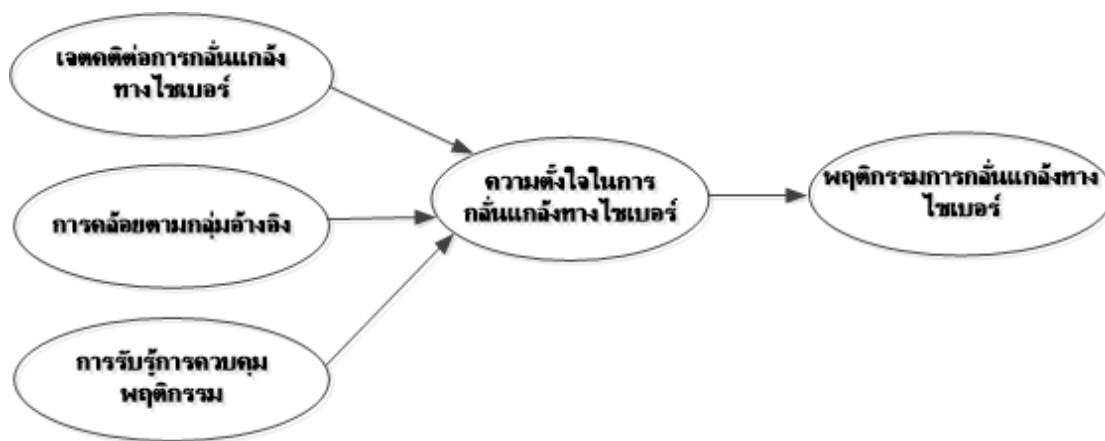 เจตคติต่อการกลั่นแกล้ง
ทางไซเบอร์
การคล้อยตามกลุ่มอ้างอิง
การรับรู้การควบคุม
พฤติกรรม
ความตั้งใจในการ
กลั่นแกล้งทางไซเบอร์
พฤติกรรมการกลั่นแกล้งทาง
ไซเบอร์